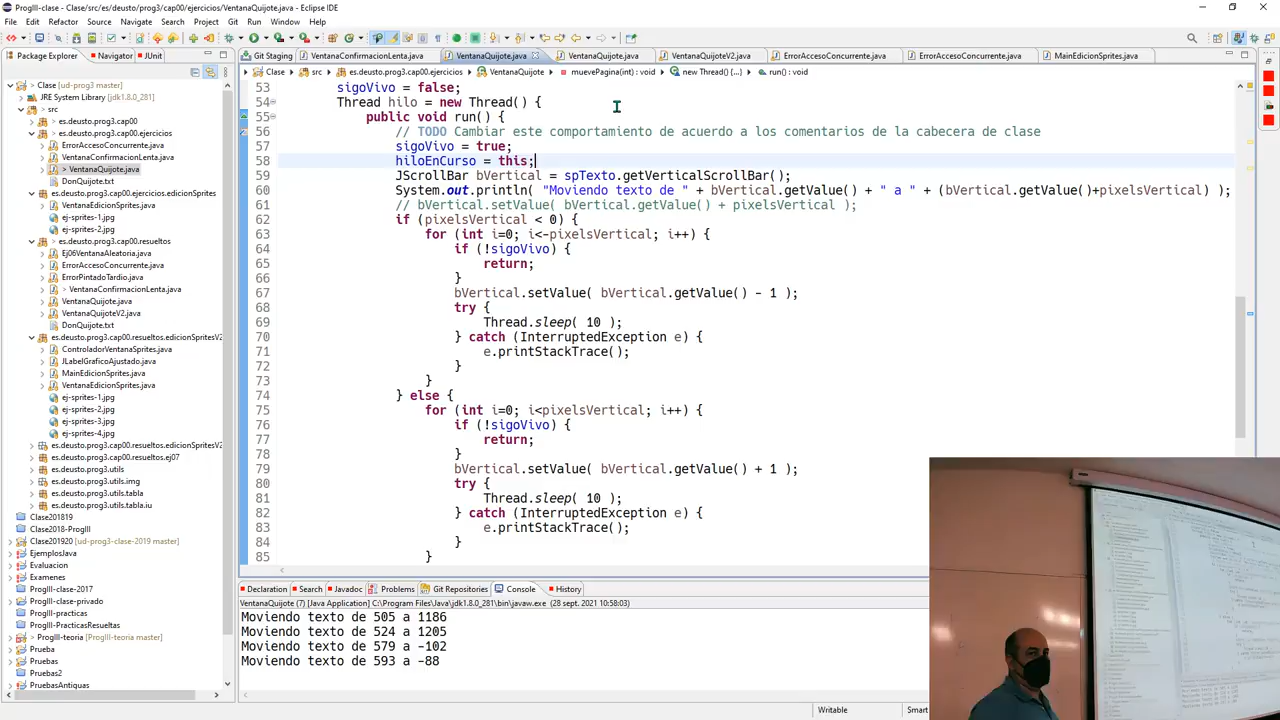 ProgIII-clase - Clase/src/es/deusto/prog3/cap00/ejercicios/VentanaQuijote.java - Eclipse IDE
File Edit Refactor Source Navigate Search Project Git Run Window Help
Package Explorer Navigator JUnit
Git Staging VentanaConfirmacionLenta.java VentanaQuijote.java VentanaQuijote.java VentanaQuijoteV2.java ErrorAccesoConcurrente.java ErrorAccesoConcurrente.java MainEdicionSprites.java
Clase src es.deusto.prog3.cap00.ejercicios VentanaQuijote muevePagina(int) : void new Thread() {...} run() : void
Clase (ud-prog3 master)
JRE System Library [jdk1.8.0_281]
src
es.deusto.prog3.cap00
es.deusto.prog3.cap00.ejercicios
ErrorAccesoConcurrente.java
VentanaConfirmacionLenta.java
> VentanaQuijote.java
DonQuijote.txt
es.deusto.prog3.cap00.ejercicios.edicionSprites
VentanaEdicionSprites.java
ej-sprites-1.jpg
ej-sprites-2.jpg
es.deusto.prog3.cap00.resueltos
Ej06VentanaAleatoria.java
ErrorAccesoConcurrente.java
ErrorPintadoTardio.java
> VentanaConfirmacionLenta.java
VentanaQuijote.java
VentanaQuijoteV2.java
DonQuijote.txt
es.deusto.prog3.cap00.resueltos.edicionSpritesV2
ControladorVentanaSprites.java
JLabelGraficoAjustado.java
MainEdicionSprites.java
VentanaEdicionSprites.java
ej-sprites-1.jpg
ej-sprites-2.jpg
ej-sprites-3.jpg
ej-sprites-4.jpg
es.deusto.prog3.cap00.resueltos.edicionSpritesV2
es.deusto.prog3.cap00.resueltos.ej07
es.deusto.prog3.utils
es.deusto.prog3.utils.img
es.deusto.prog3.utils.tabla
es.deusto.prog3.utils.tabla.iu
Clase201819
Clase2018-ProgIII
Clase201920 (ud-prog3-clase-2019 master)
EjemplosJava
Evaluacion
Examenes
ProgIII-clase-2017
ProgIII-clase-privado
ProgIII-practicas
ProgIII-PracticasResueltas
> ProgIII-teoria [ProgIII-teoria master]
Prueba
Pruebas
Pruebas2
PruebasAntiguas
53 sigoVivo = false;
54 Thread hilo = new Thread() {
55 public void run() {
56 // TODO Cambiar este comportamiento de acuerdo a los comentarios de la cabecera de clase
57 sigoVivo = true;
58 hiloEnCurso = this;
59 JScrollBar bVertical = spTexto.getVerticalScrollBar();
60 System.out.println( "Moviendo texto de " + bVertical.getValue() + " a " + (bVertical.getValue()+pixelsVertical) );
61 // bVertical.setValue( bVertical.getValue() + pixelsVertical );
62 if (pixelsVertical < 0) {
63 for (int i=0; i<-pixelsVertical; i++) {
64 if (!sigoVivo) {
65 return;
66 }
67 bVertical.setValue( bVertical.getValue() - 1 );
68 try {
69 Thread.sleep( 10 );
70 } catch (InterruptedException e) {
71 e.printStackTrace();
72 }
73 }
74 } else {
75 for (int i=0; i<pixelsVertical; i++) {
76 if (!sigoVivo) {
77 return;
78 }
79 bVertical.setValue( bVertical.getValue() + 1 );
80 try {
81 Thread.sleep( 10 );
82 } catch (InterruptedException e) {
83 e.printStackTrace();
84 }
85 }
Declaration Search Javadoc Problems Git Repositories Console History
VentanaQuijote (7) [Java Application] C:\Program Files\Java\jdk1.8.0_281\bin\javaw.exe (28 sept. 2021 10:58:03)
Moviendo texto de 505 a 1186
Moviendo texto de 524 a 1205
Moviendo texto de 579 a -102
Moviendo texto de 593 a -88
Writable Smart